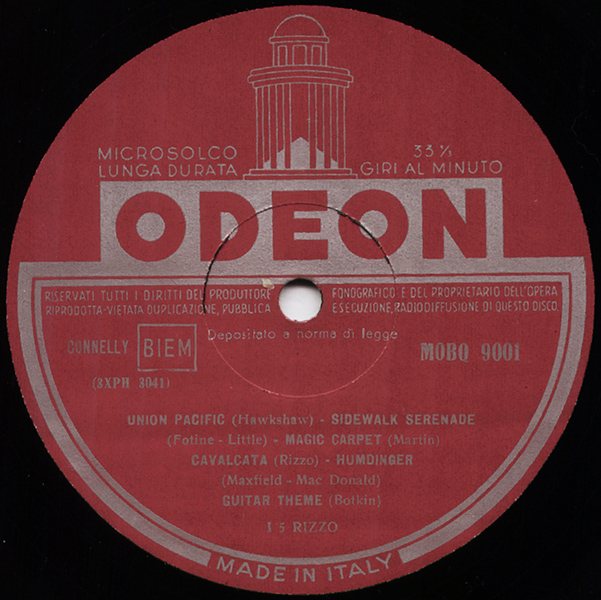 MICROSOLCO
LUNGA DURATA
33 ⅓
GIRI AL MINUTO
ODEON
RISERVATI TUTTI I DIRITTI DEL PRODUTTORE FONOGRAFICO E DEL PROPRIETARIO DELL'OPERA
RIPRODOTTA-VIETATA DUPLICAZIONE, PUBBLICA ESECUZIONE, RADIODIFFUSIONE DI QUESTO DISCO.
Depositato a norma di legge
CONNELLY BIEM MOBQ 9001
(3XPH 3041)
UNION PACIFIC (Hawkshaw) - SIDEWALK SERENADE
(Fotine - Little) - MAGIC CARPET (Martin)
CAVALCATA (Rizzo) - HUMDINGER
(Maxfield - Mac Donald)
GUITAR THEME (Botkin)
I 5 RIZZO
MADE IN ITALY